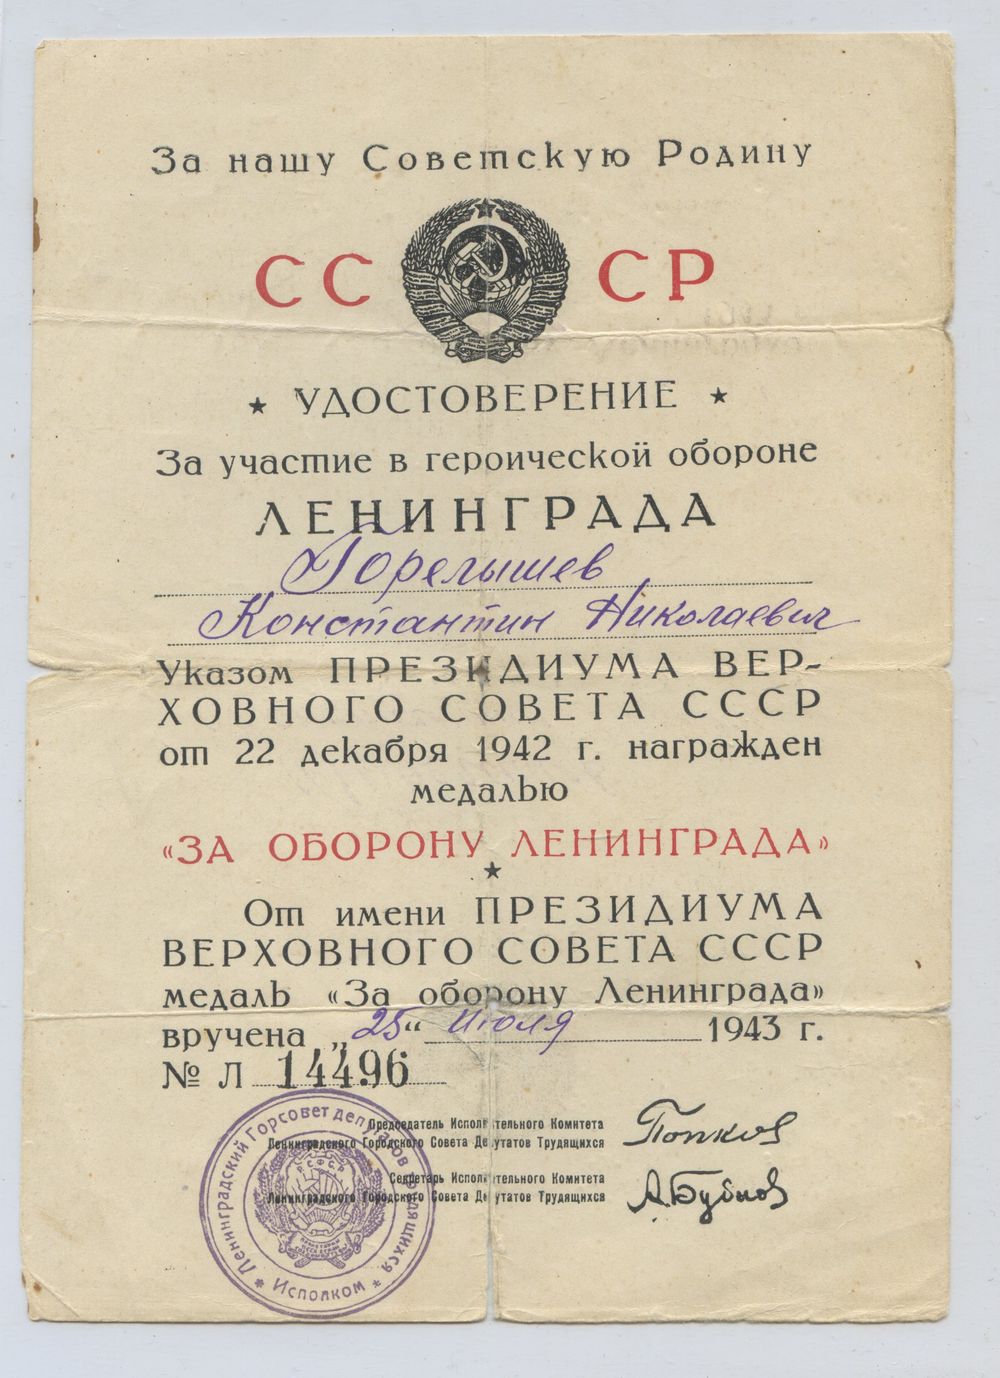 За нашу Советскую Родину
СССР
★ УДОСТОВЕРЕНИЕ ★
За участие в героической обороне
ЛЕНИНГРАДА
Горелышев
Константин Николаевич
Указом ПРЕЗИДИУМА ВЕР-
ХОВНОГО СОВЕТА СССР
от 22 декабря 1942 г. награжден
медалью
«ЗА ОБОРОНУ ЛЕНИНГРАДА»
★
От имени ПРЕЗИДИУМА
ВЕРХОВНОГО СОВЕТА СССР
медаль «За оборону Ленинграда»
вручена „25“ июля 1943 г.
№ Л 14496
Председатель Исполнительного Комитета
Ленинградского Городского Совета Депутатов Трудящихся
Попков
Секретарь Исполнительного Комитета
Ленинградского Городского Совета Депутатов Трудящихся
А. Бубнов
Ленинградский Горсовет депутатов трудящихся
★ Исполком ★
РСФСР